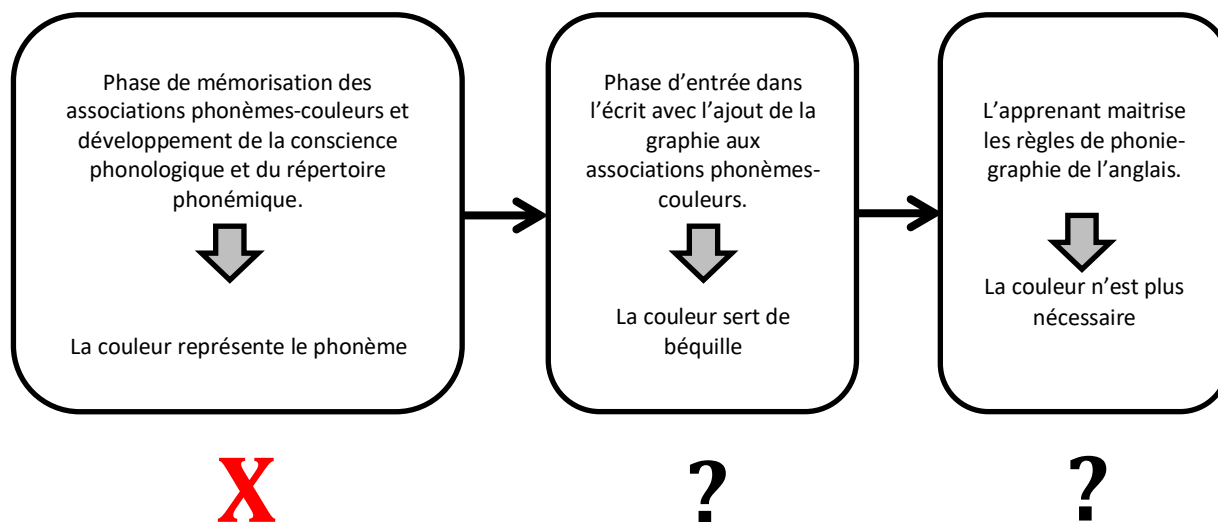 Phase de mémorisation des
associations phonèmes-couleurs et
développement de la conscience
phonologique et du répertoire
phonémique.
La couleur représente le phonème
Phase d’entrée dans
l’écrit avec l’ajout de la
graphie aux
associations phonèmes-
couleurs.
La couleur sert de
béquille
L’apprenant maitrise
les règles de phonie-
graphie de l’anglais.
La couleur n’est plus
nécessaire
X
?
?